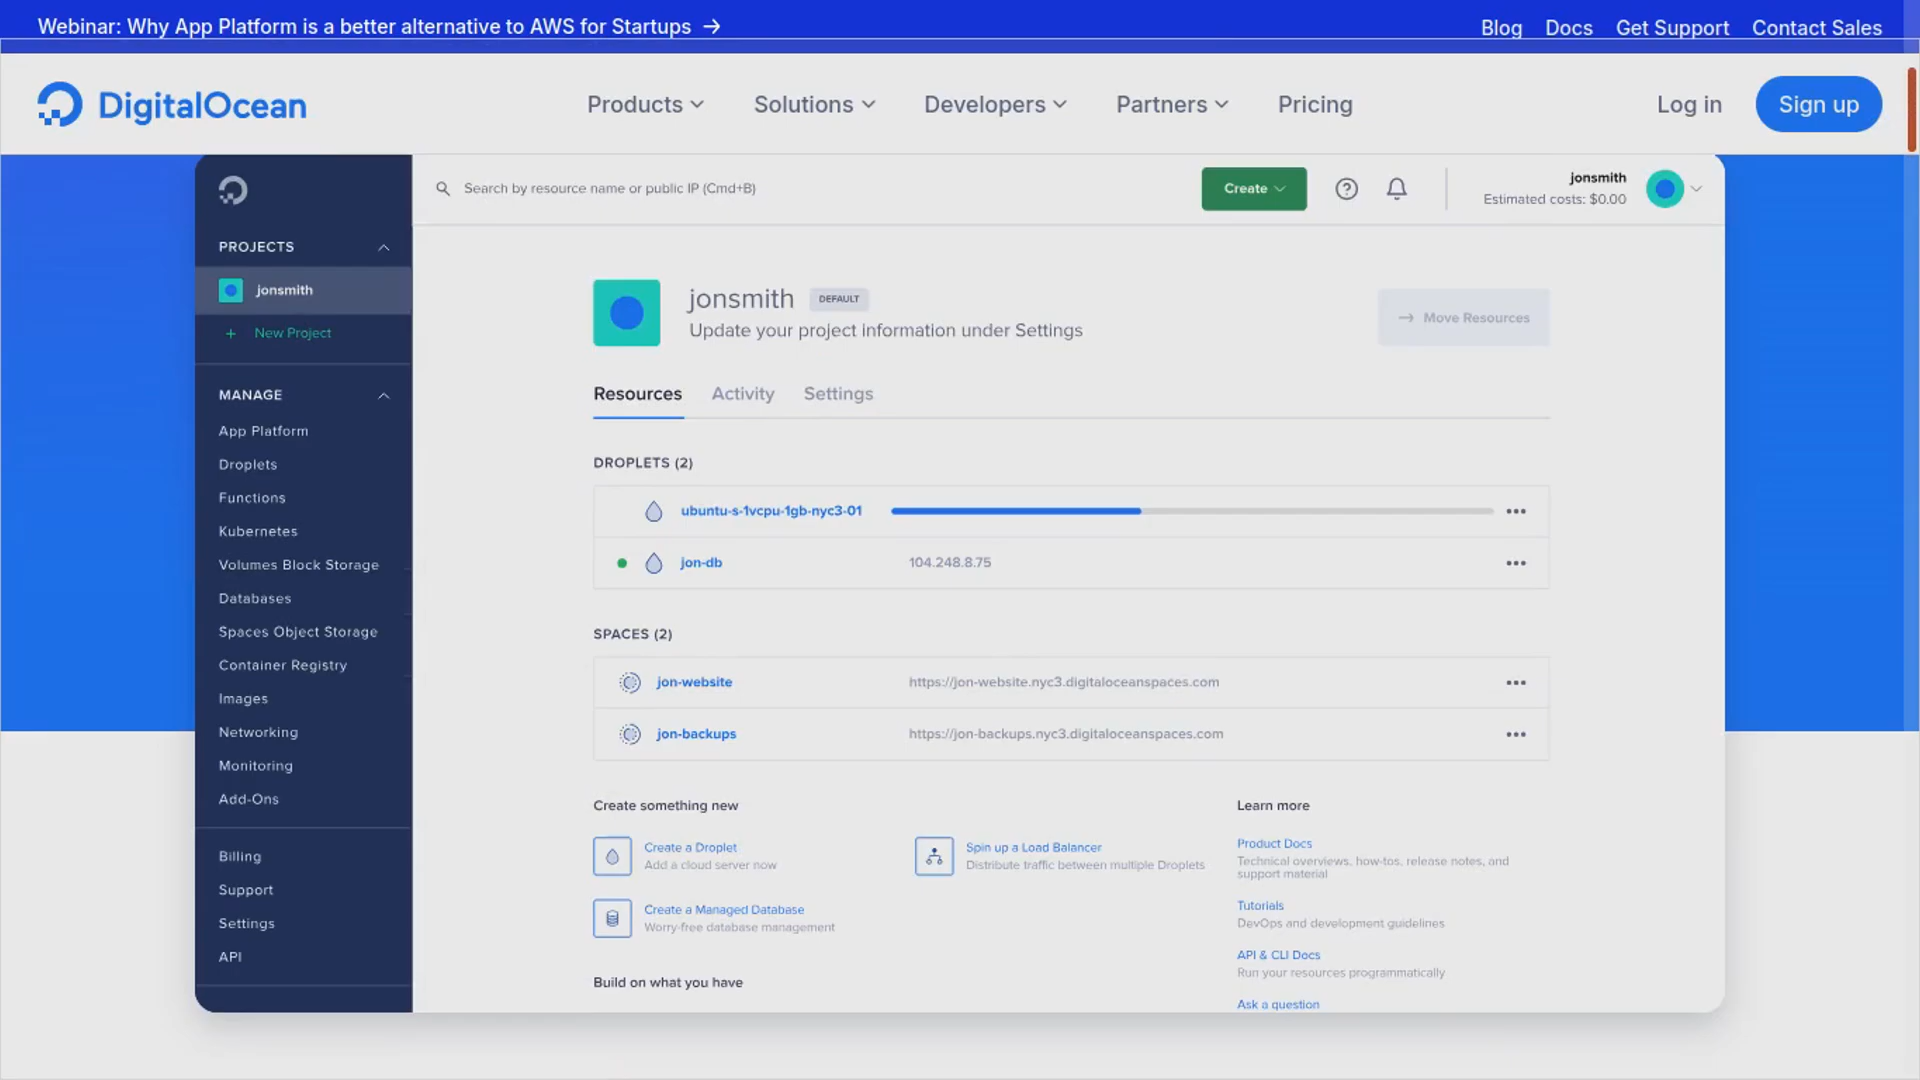 Webinar: Why App Platform is a better alternative to AWS for Startups →
Blog Docs Get Support Contact Sales
DigitalOcean
Products Solutions Developers Partners Pricing
Log in Sign up
Search by resource name or public IP (Cmd+B)
Create
jonsmith
Estimated costs: $0.00
PROJECTS
jonsmith
+ New Project
MANAGE
App Platform
Droplets
Functions
Kubernetes
Volumes Block Storage
Databases
Spaces Object Storage
Container Registry
Images
Networking
Monitoring
Add-Ons
Billing
Support
Settings
API
jonsmith DEFAULT
Update your project information under Settings
→ Move Resources
Resources Activity Settings
DROPLETS (2)
ubuntu-s-1vcpu-1gb-nyc3-01
jon-db 104.248.8.75
SPACES (2)
jon-website https://jon-website.nyc3.digitaloceanspaces.com
jon-backups https://jon-backups.nyc3.digitaloceanspaces.com
Create something new
Create a Droplet
Add a cloud server now
Spin up a Load Balancer
Distribute traffic between multiple Droplets
Create a Managed Database
Worry-free database management
Build on what you have
Learn more
Product Docs
Technical overviews, how-tos, release notes, and
support material
Tutorials
DevOps and development guidelines
API & CLI Docs
Run your resources programmatically
Ask a question